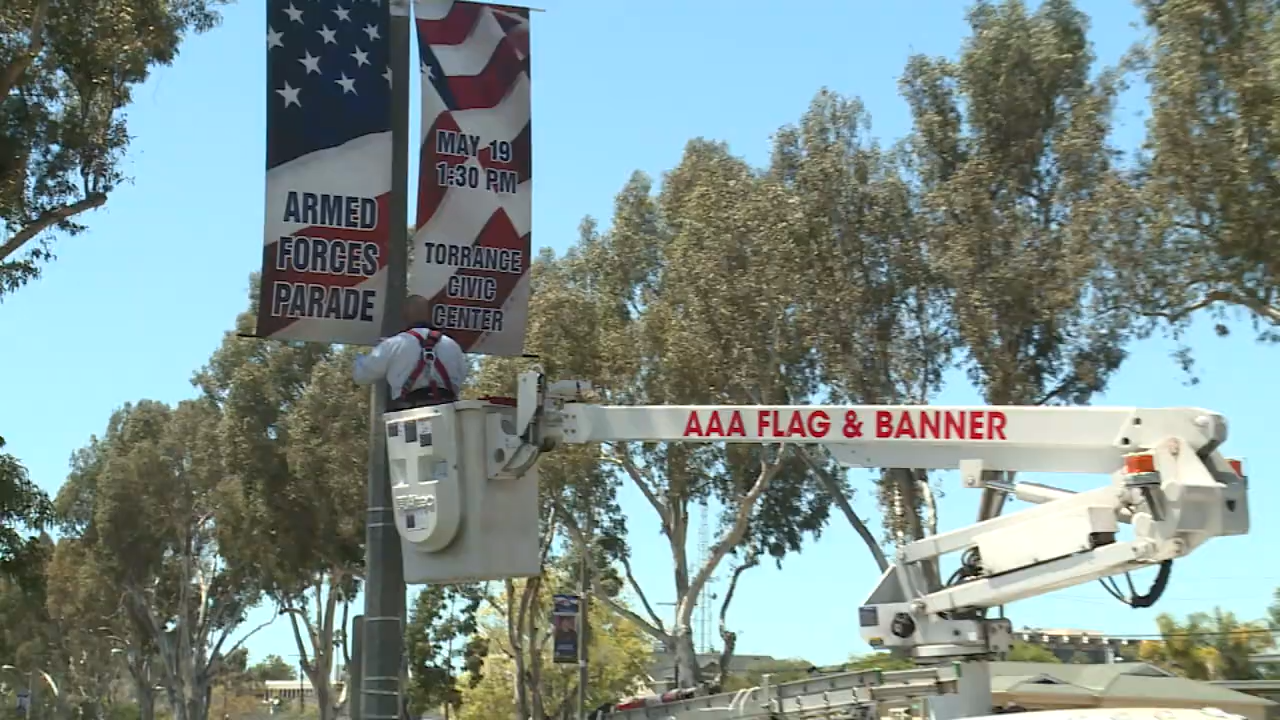 ARMED
FORCES
PARADE
MAY 19
1:30 PM
TORRANCE
CIVIC
CENTER
AAA FLAG & BANNER